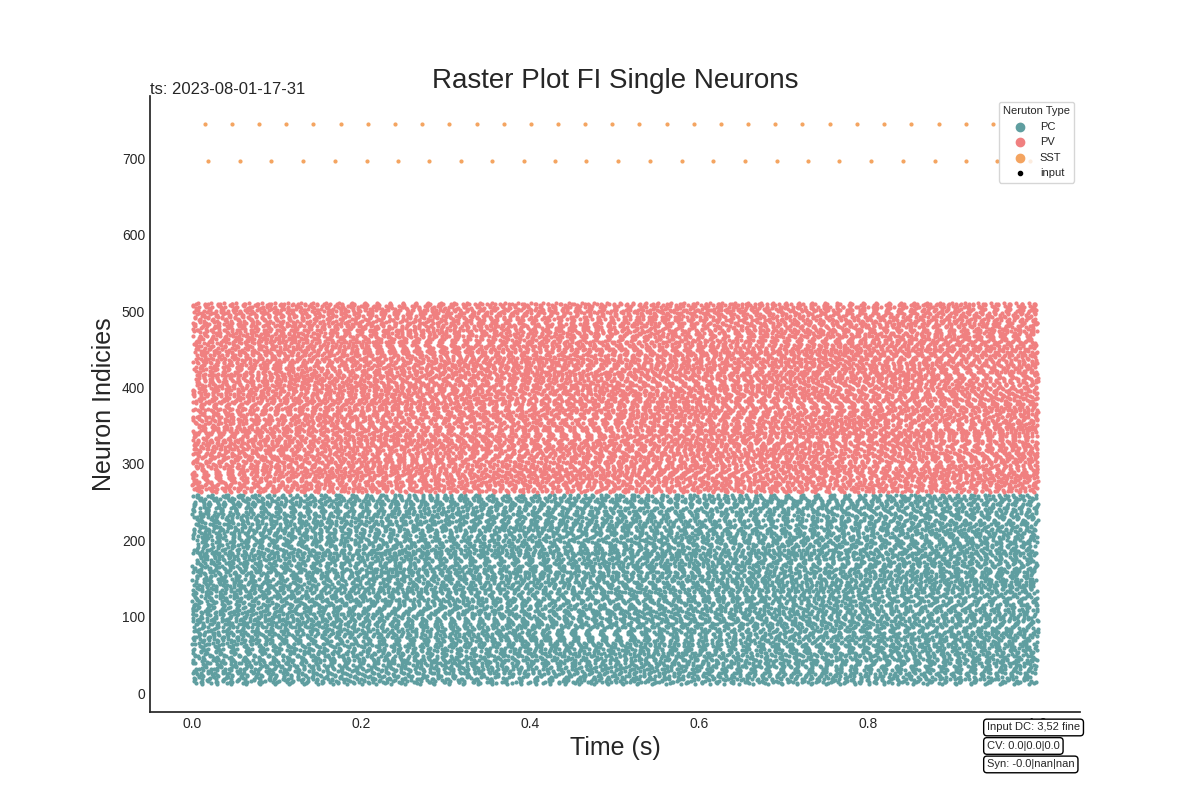 Raster Plot FI Single Neurons
ts: 2023-08-01-17-31
Neruton Type
PC
PV
SST
input
Neuron Indicies
700
600
500
400
300
200
100
0
0.0 0.2 0.4 0.6 0.8
Time (s)
Input DC: 3,52 fine
CV: 0.0|0.0|0.0
Syn: -0.0|nan|nan